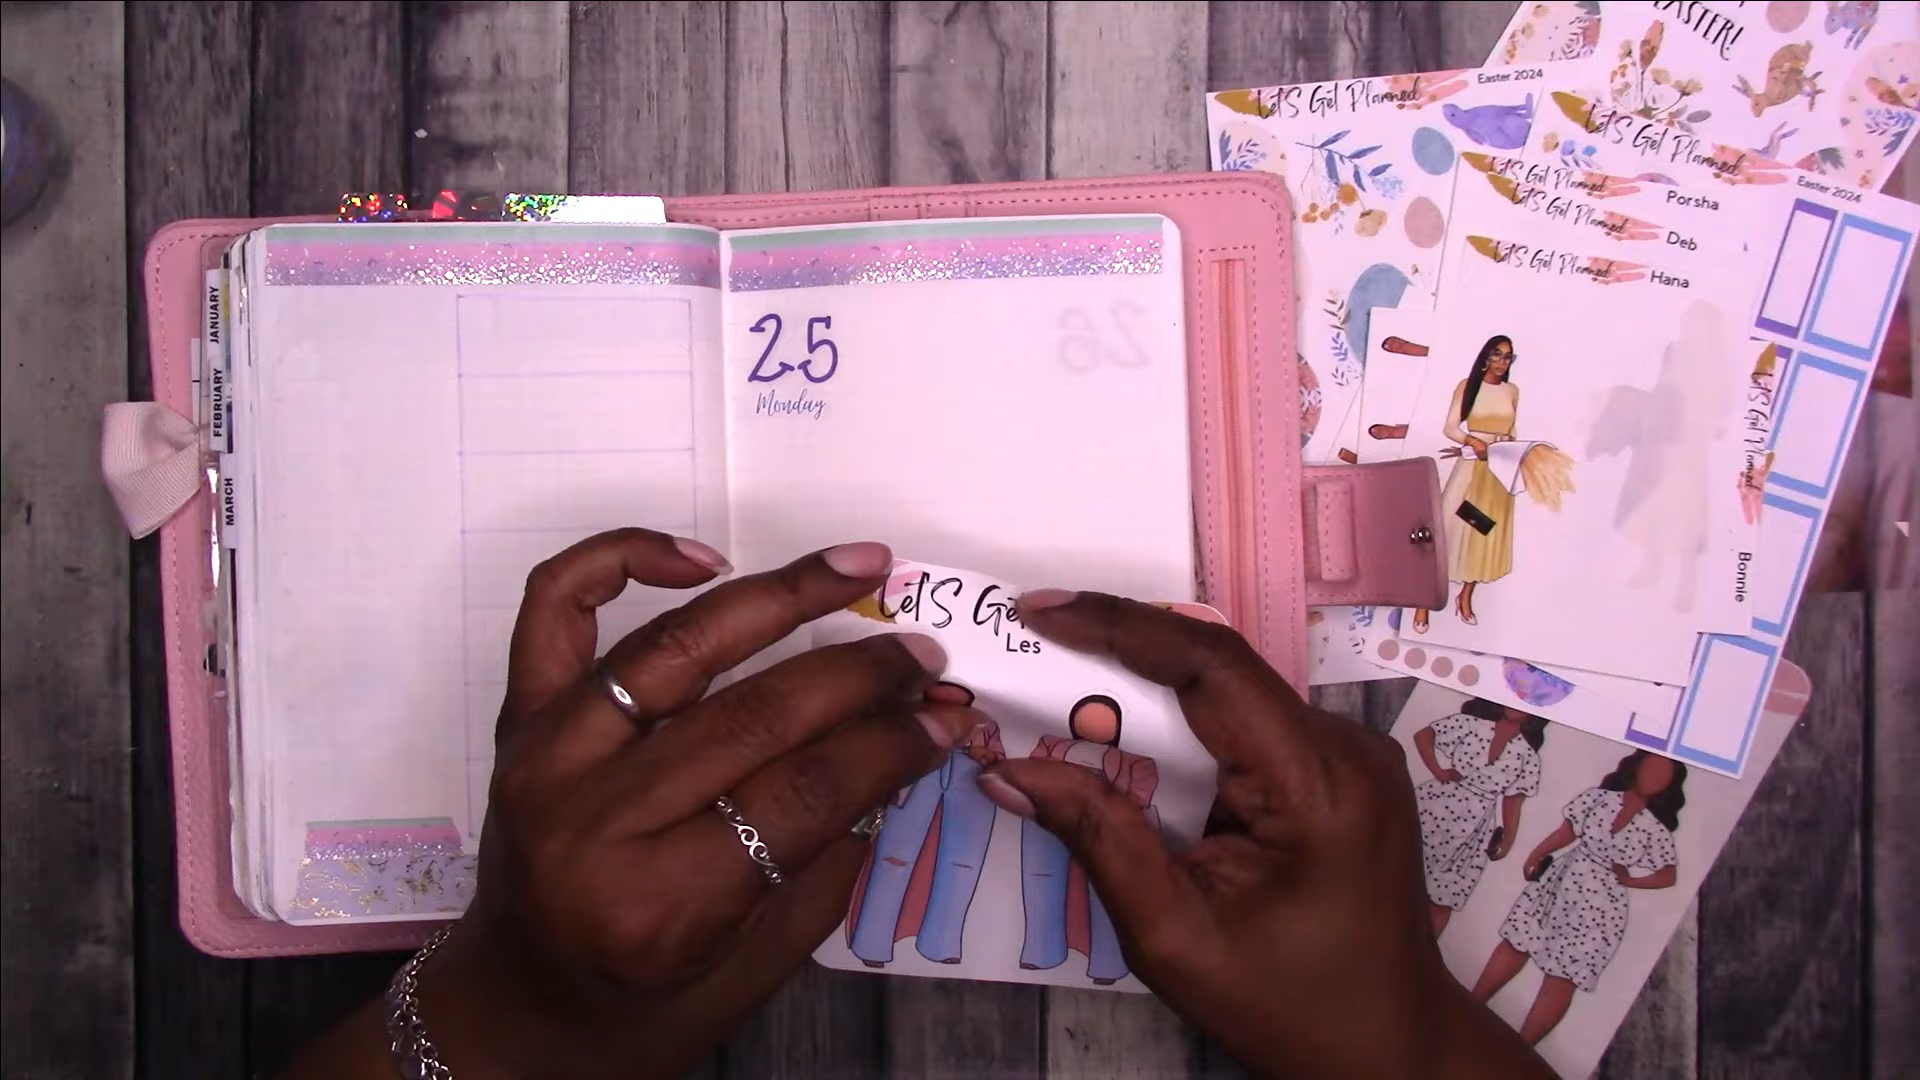 JANUARY
FEBRUARY
MARCH
25
Monday
26
Let's Get
Les
EASTER!
Let's Get Planned
Easter 2024
Let's Get Planned
Easter 2024
Let's Get Planned
Porsha
Let's Get Planned
Deb
Let's Get Planned
Hana
Let's Get Planned
Bonnie